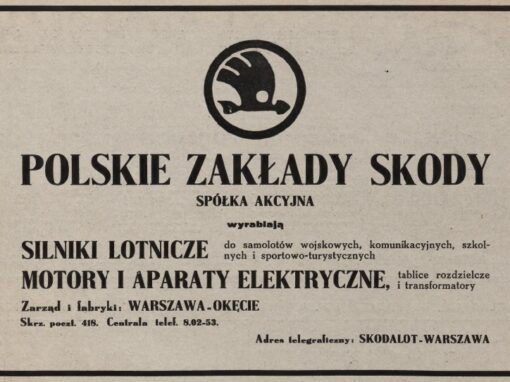 POLSKIE ZAKŁADY SKODY
SPÓŁKA AKCYJNA
wyrabiają
SILNIKI LOTNICZE do samolotów wojskowych, komunikacyjnych, szkol-
nych i sportowo-turystycznych
MOTORY I APARATY ELEKTRYCZNE, tablice rozdzielcze
i transformatory
Zarząd i fabryki: WARSZAWA-OKĘCIE
Skrz. poczt. 418. Centrala telef. 8.02-53.
Adres telegraficzny: SKODALOT-WARSZAWA